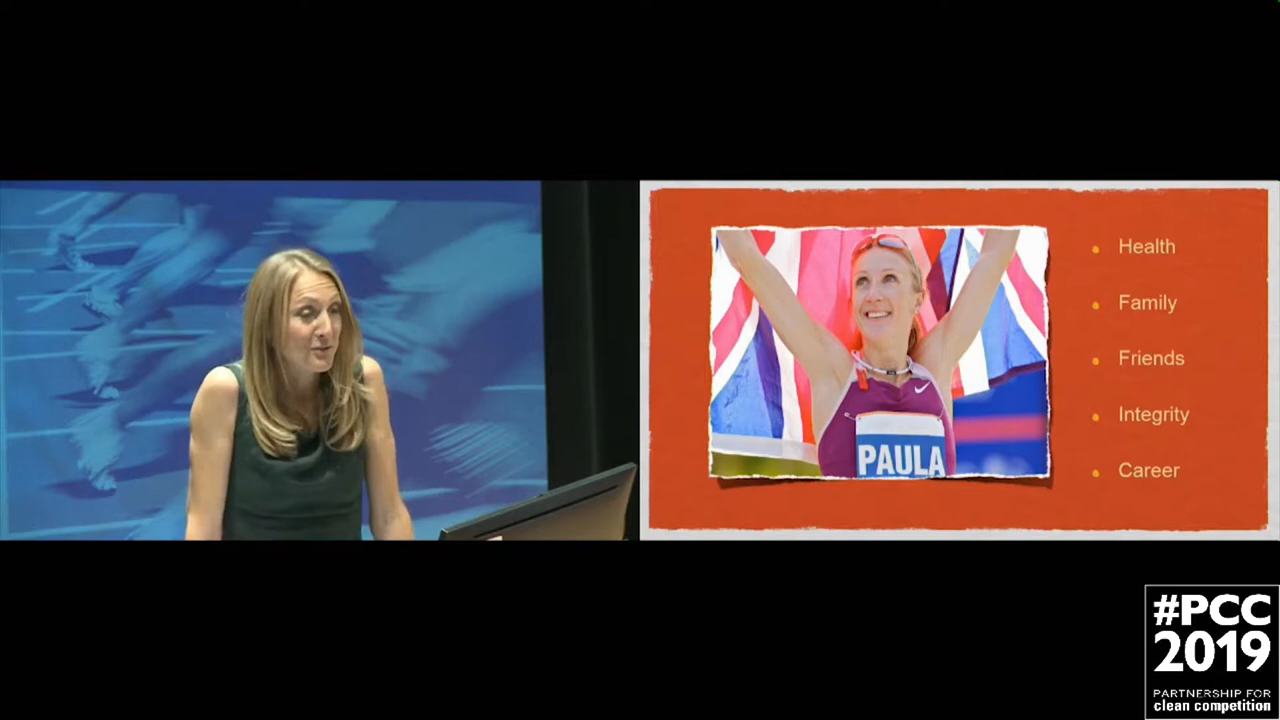 Health
Family
Friends
Integrity
Career
PAULA
#PCC
2019
PARTNERSHIP FOR
clean competition